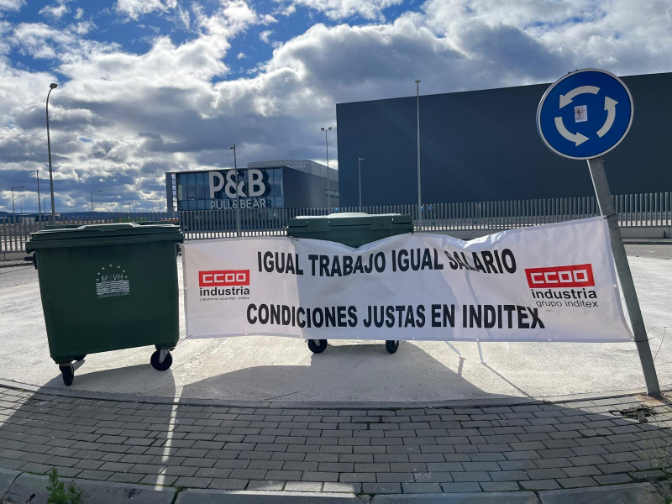 P&B
PULL&BEAR
IGUAL TRABAJO IGUAL SALARIO
CONDICIONES JUSTAS EN INDITEX
CCOO
industria
CCOO
industria
grupo inditex